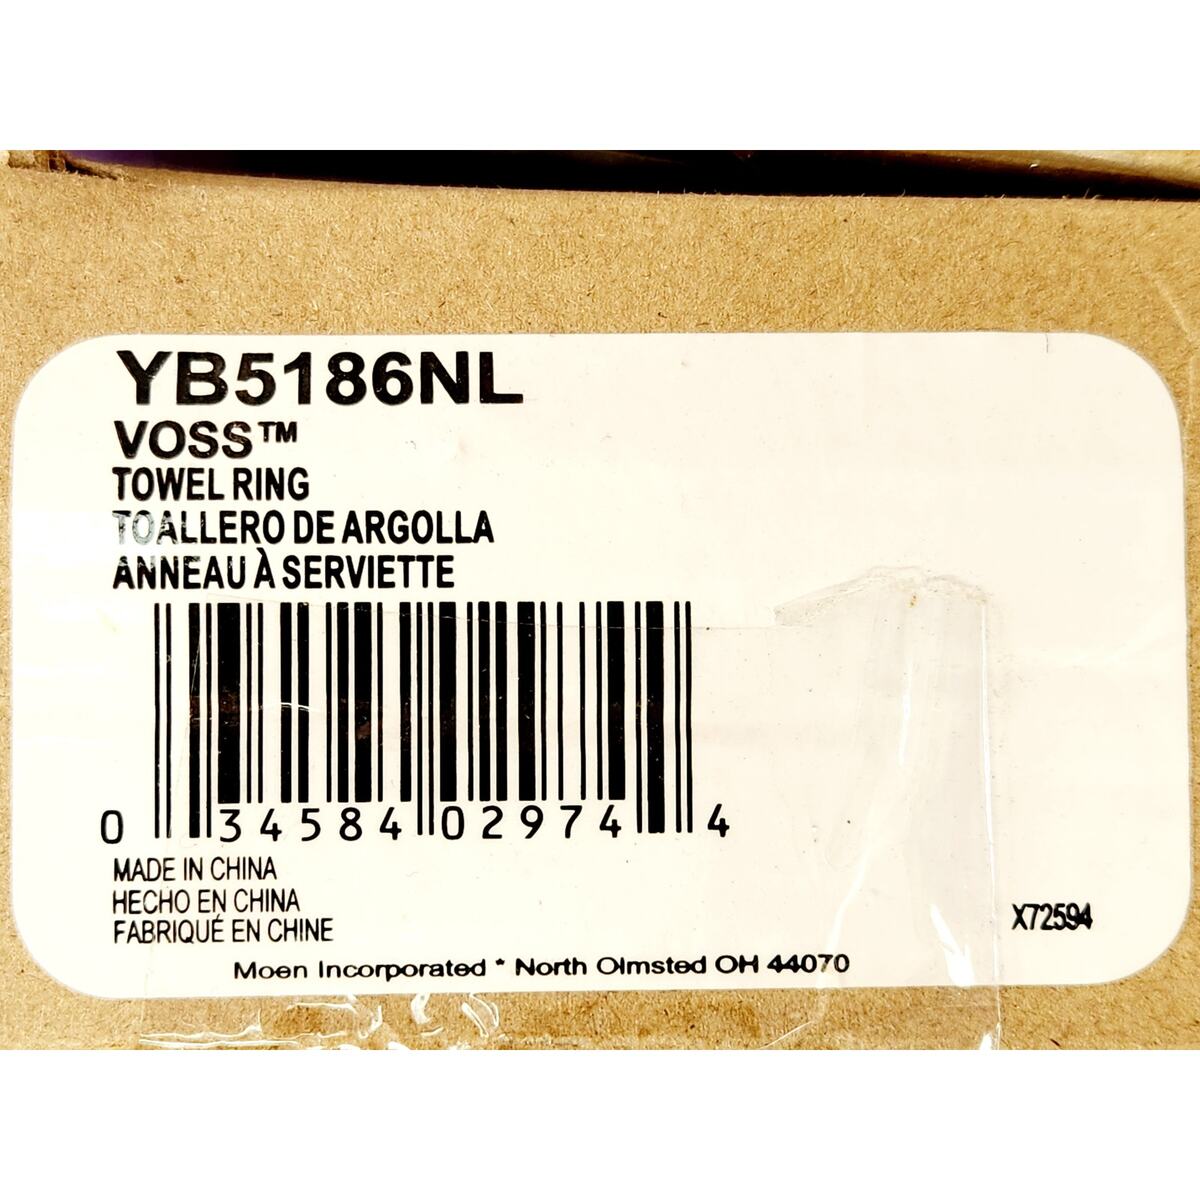 YB5186NL
VOSS™
TOWEL RING
TOALLERO DE ARGOLLA
ANNEAU À SERVIETTE
0 34584 02974 4
MADE IN CHINA
HECHO EN CHINA
FABRIQUÉ EN CHINE
X72594
Moen Incorporated * North Olmsted OH 44070